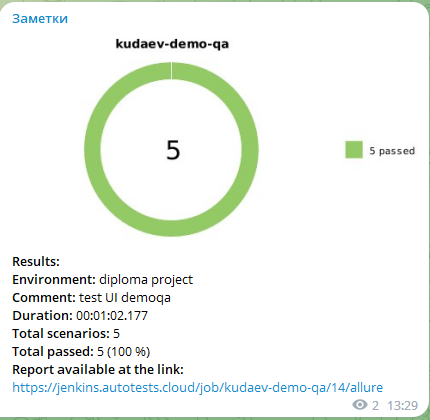 Заметки
kudaev-demo-qa
5
5 passed
Results:
Environment: diploma project
Comment: test UI demoqa
Duration: 00:01:02.177
Total scenarios: 5
Total passed: 5 (100 %)
Report available at the link:
https://jenkins.autotests.cloud/job/kudaev-demo-qa/14/allure
2 13:29